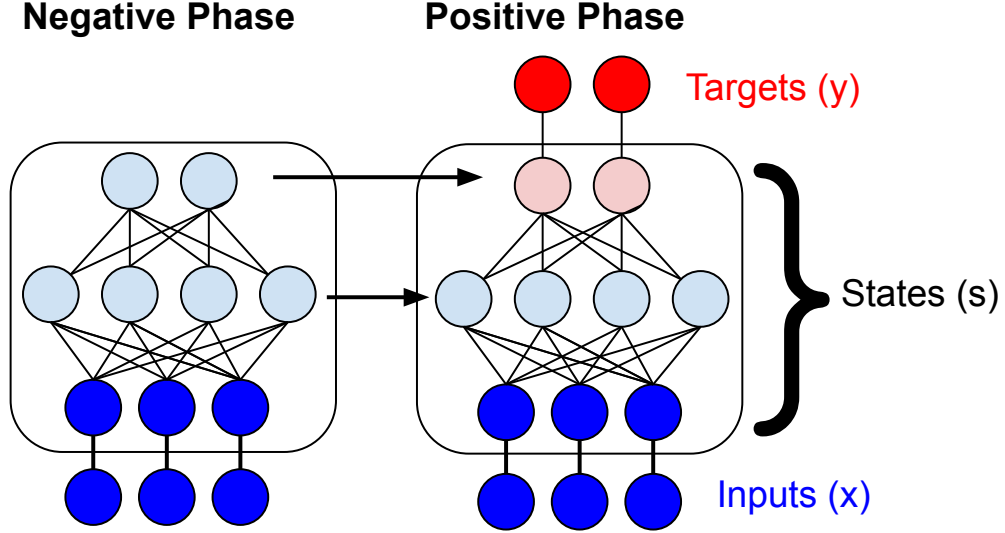 Negative Phase
Positive Phase
Targets (y)
States (s)
Inputs (x)